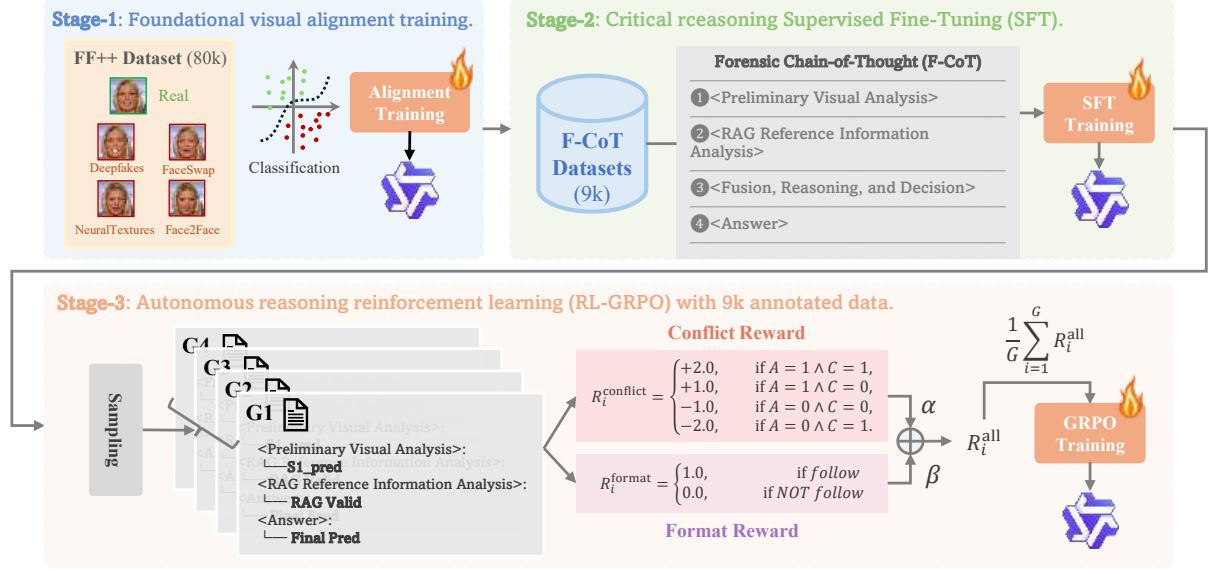 Stage-1: Foundational visual alignment training.
FF++ Dataset (80k)
Real
Deepfakes
FaceSwap
NeuralTextures
Face2Face
Classification
Alignment
Training
Stage-2: Critical rceasoning Supervised Fine-Tuning (SFT).
F-CoT
Datasets
(9k)
Forensic Chain-of-Thought (F-CoT)
1 <Preliminary Visual Analysis>
2 <RAG Reference Information
Analysis>
3 <Fusion, Reasoning, and Decision>
4 <Answer>
SFT
Training
Stage-3: Autonomous reasoning reinforcement learning (RL-GRPO) with 9k annotated data.
Sampling
G4
G3
G2
G1
<Preliminary Visual Analysis>:
S1_pred
<RAG Reference Information Analysis>:
RAG Valid
<Answer>:
Final Pred
Conflict Reward
R_i^conflict = { +2.0, if A = 1 ∧ C = 1,
+1.0, if A = 1 ∧ C = 0,
−1.0, if A = 0 ∧ C = 0,
−2.0, if A = 0 ∧ C = 1.
R_i^format = { 1.0, if follow
0.0, if NOT follow
Format Reward
α
β
R_i^all
1/G ∑_{i=1}^{G} R_i^all
GRPO
Training